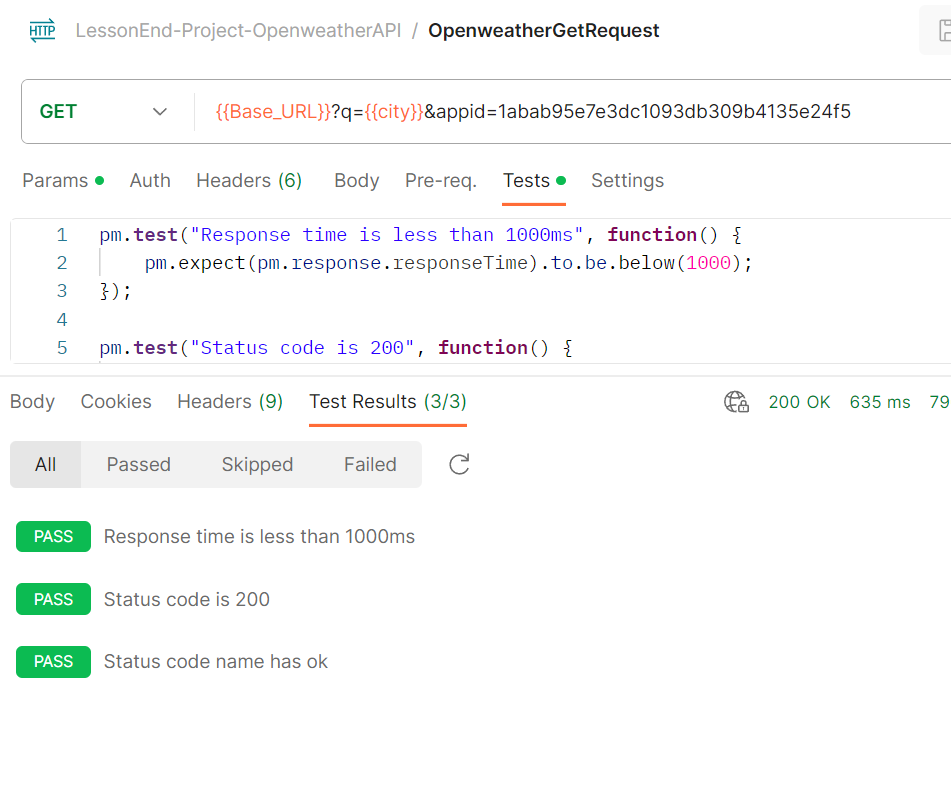 HTTP LessonEnd-Project-OpenweatherAPI / OpenweatherGetRequest
GET {{Base_URL}}?q={{city}}&appid=1abab95e7e3dc1093db309b4135e24f5
Params Auth Headers (6) Body Pre-req. Tests Settings
1 pm.test("Response time is less than 1000ms", function() {
2 pm.expect(pm.response.responseTime).to.be.below(1000);
3 });
4
5 pm.test("Status code is 200", function() {
Body Cookies Headers (9) Test Results (3/3) 200 OK 635 ms 79
All Passed Skipped Failed
PASS Response time is less than 1000ms
PASS Status code is 200
PASS Status code name has ok